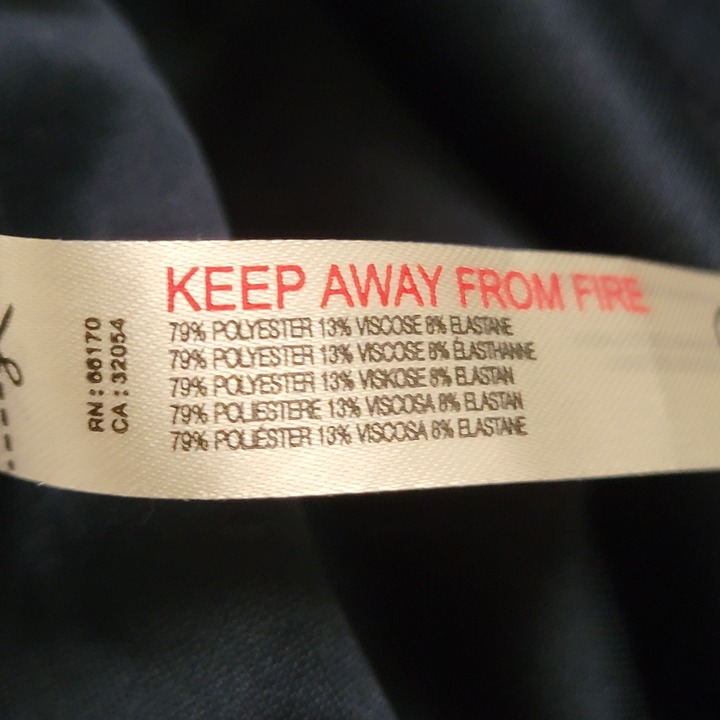 KEEP AWAY FROM FIRE
79% POLYESTER 13% VISCOSE 8% ELASTANE
79% POLYESTER 13% VISCOSE 8% ÉLASTHANNE
79% POLYESTER 13% VISKOSE 8% ELASTAN
79% POLIESTERE 13% VISCOSA 8% ELASTAN
79% POLIÉSTER 13% VISCOSA 8% ELASTANE
RN : 66170
CA : 32054